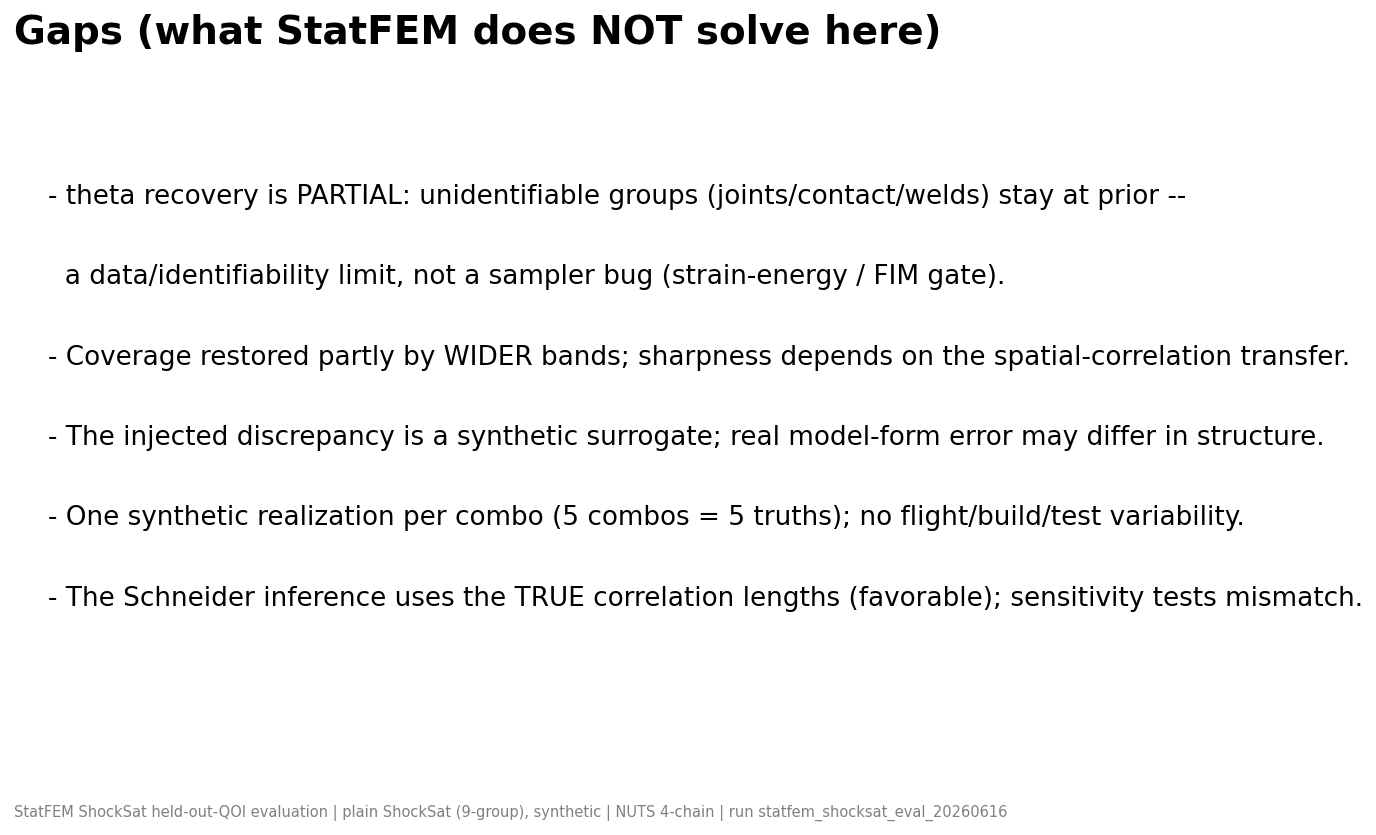 Gaps (what StatFEM does NOT solve here)
- theta recovery is PARTIAL: unidentifiable groups (joints/contact/welds) stay at prior --
a data/identifiability limit, not a sampler bug (strain-energy / FIM gate).
- Coverage restored partly by WIDER bands; sharpness depends on the spatial-correlation transfer.
- The injected discrepancy is a synthetic surrogate; real model-form error may differ in structure.
- One synthetic realization per combo (5 combos = 5 truths); no flight/build/test variability.
- The Schneider inference uses the TRUE correlation lengths (favorable); sensitivity tests mismatch.
StatFEM ShockSat held-out-QOI evaluation | plain ShockSat (9-group), synthetic | NUTS 4-chain | run statfem_shocksat_eval_20260616